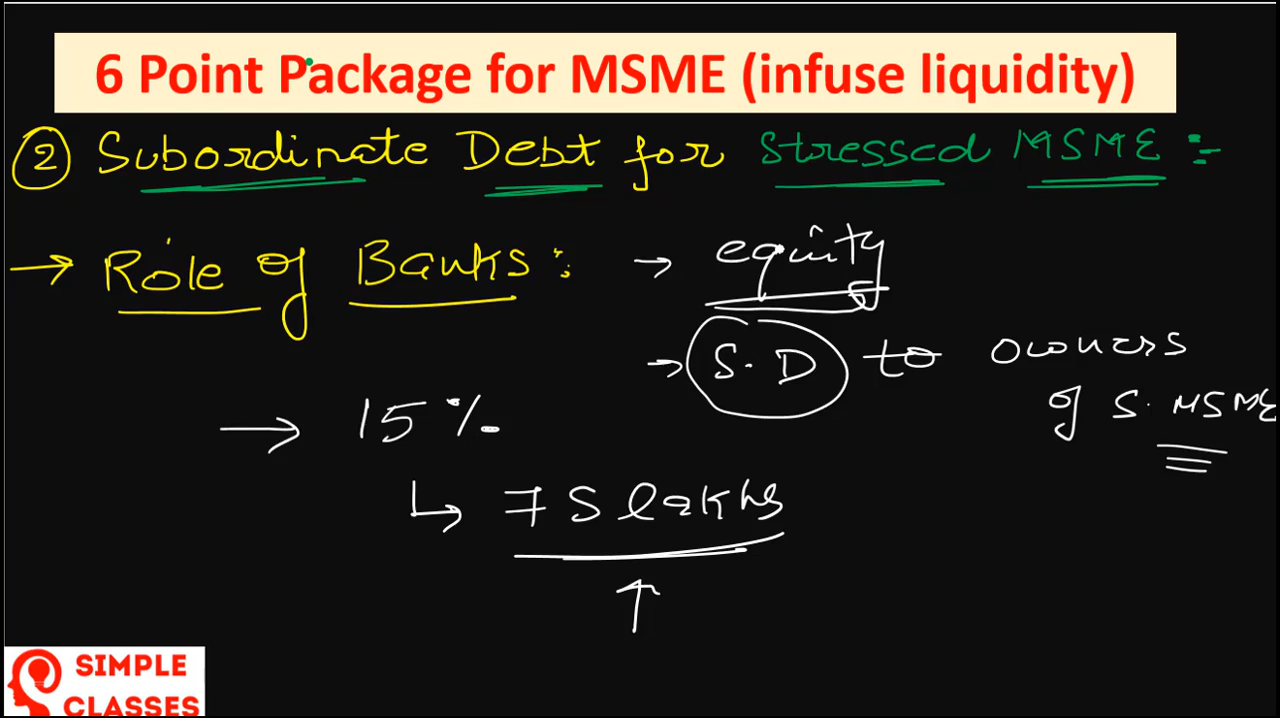 6 Point Package for MSME (infuse liquidity)
② Subordinate Debt for Stressed MSME :-
→ Role of Banks :
→ equity
→ S.D to owners
of S. MSME
→ 15%
↳ 75 lakhs
↑
SIMPLE
CLASSES